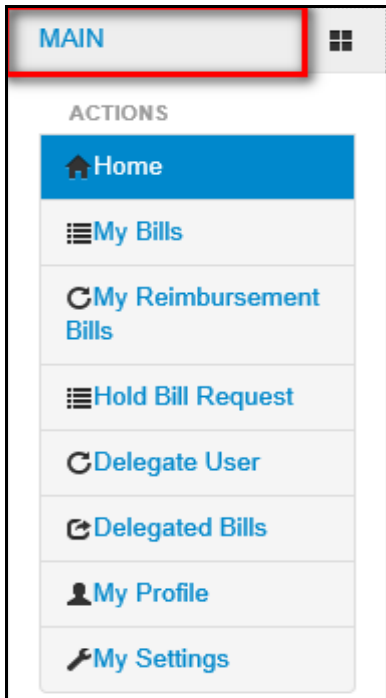 MAIN
ACTIONS
Home
My Bills
My Reimbursement
Bills
Hold Bill Request
Delegate User
Delegated Bills
My Profile
My Settings